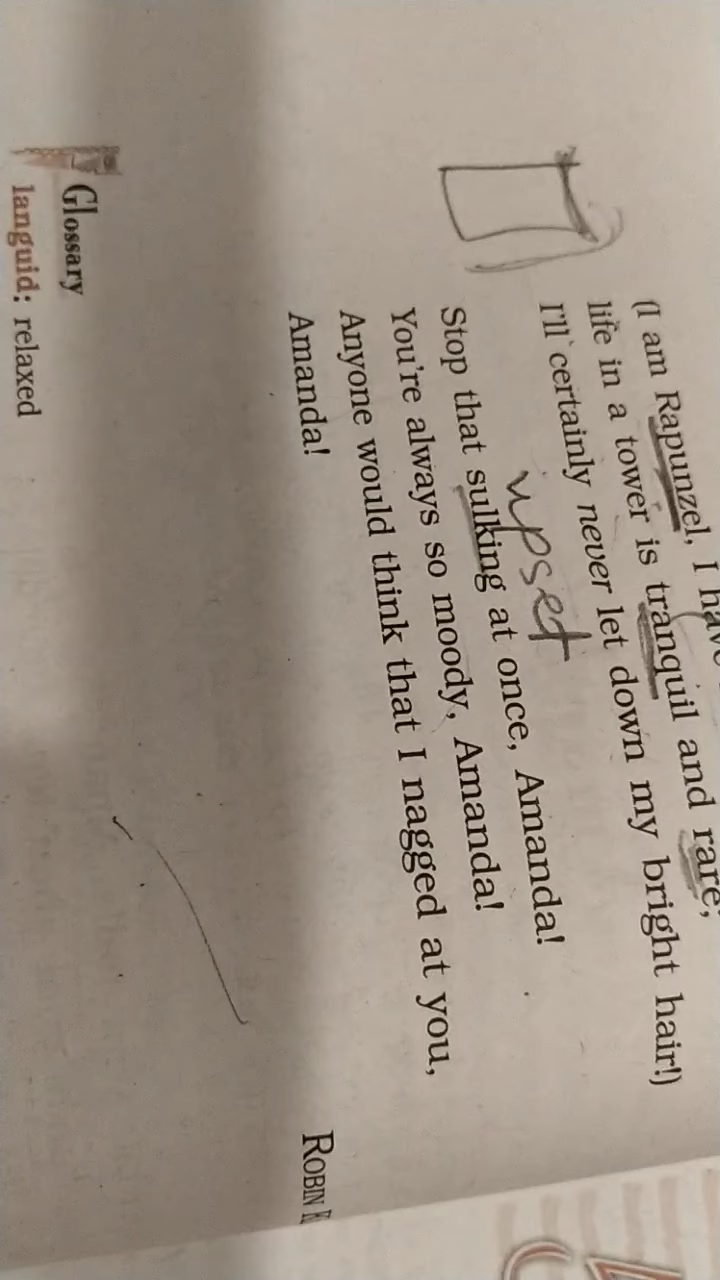 (I am Rapunzel, I have
life in a tower is tranquil and rare;
I'll certainly never let down my bright hair!)
upset
Stop that sulking at once, Amanda!
You're always so moody, Amanda!
Anyone would think that I nagged at you,
Amanda!
ROBIN
Glossary
languid: relaxed